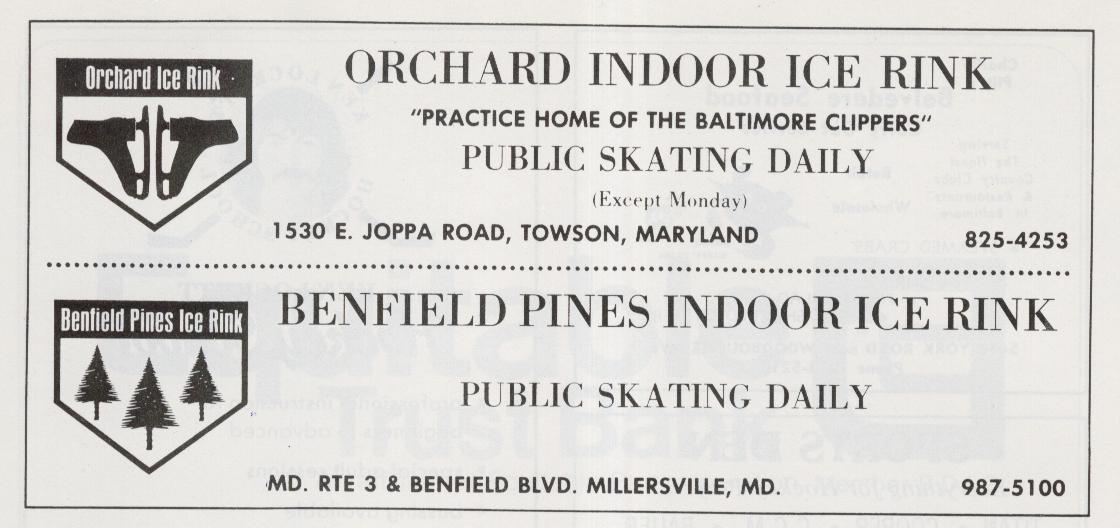 Orchard Ice Rink
ORCHARD INDOOR ICE RINK
"PRACTICE HOME OF THE BALTIMORE CLIPPERS"
PUBLIC SKATING DAILY
(Except Monday)
1530 E. JOPPA ROAD, TOWSON, MARYLAND 825-4253
Benfield Pines Ice Rink
BENFIELD PINES INDOOR ICE RINK
PUBLIC SKATING DAILY
MD. RTE 3 & BENFIELD BLVD. MILLERSVILLE, MD. 987-5100